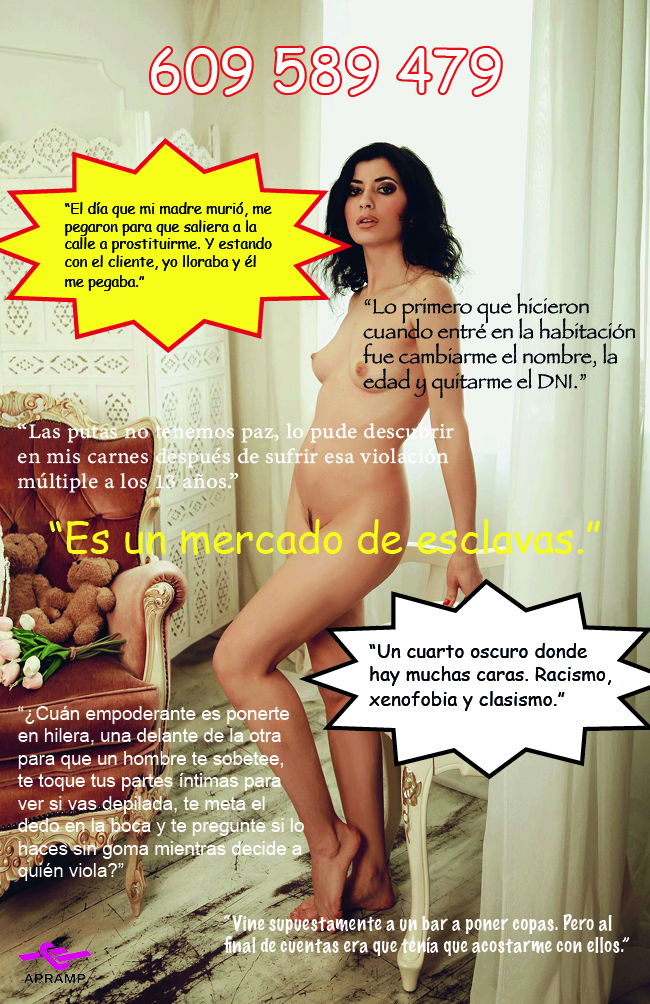 609 589 479
“El día que mi madre murió, me
pegaron para que saliera a la
calle a prostituirme. Y estando
con el cliente, yo lloraba y él
me pegaba.”
“Lo primero que hicieron
cuando entré en la habitación
fue cambiarme el nombre, la
edad y quitarme el DNI.”
“Las putas no tenemos paz, lo pude descubrir
en mis carnes después de sufrir esa violación
múltiple a los 13 años.”
“Es un mercado de esclavas.”
“Un cuarto oscuro donde
hay muchas caras. Racismo,
xenofobia y clasismo.”
“¿Cuán empoderante es ponerte
en hilera, una delante de la otra
para que un hombre te sobetee,
te toque tus partes íntimas para
ver si vas depilada, te meta el
dedo en la boca y te pregunte si lo
haces sin goma mientras decide a
quién viola?”
“Vine supuestamente a un bar a poner copas. Pero al
final de cuentas era que tenía que acostarme con ellos.”
APRAMP